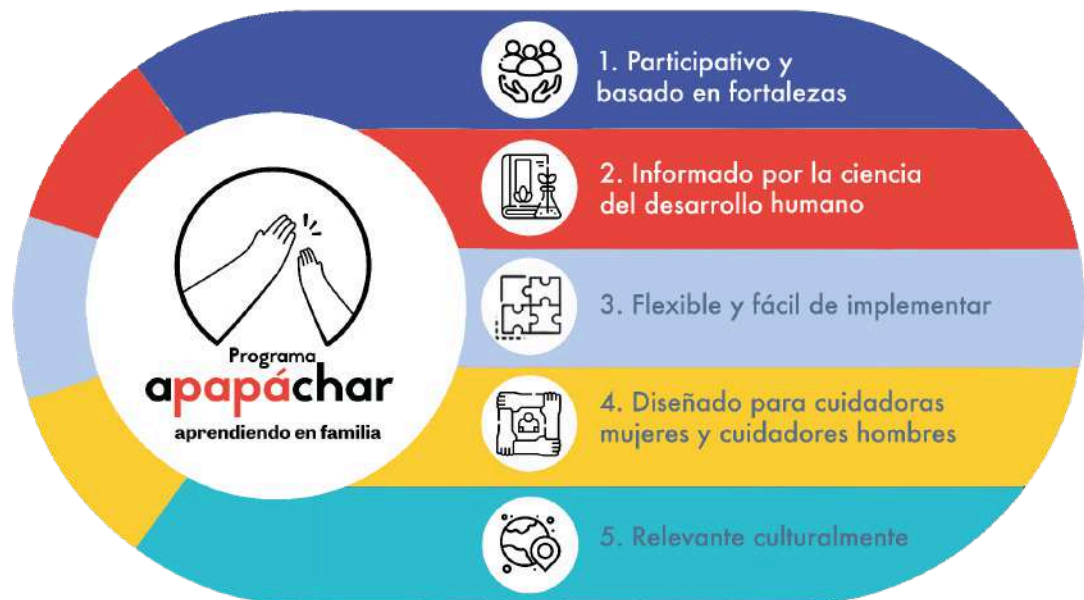 Programa
apapáchar
aprendiendo en familia
1. Participativo y
basado en fortalezas
2. Informado por la ciencia
del desarrollo humano
3. Flexible y fácil de implementar
4. Diseñado para cuidadoras
mujeres y cuidadores hombres
5. Relevante culturalmente